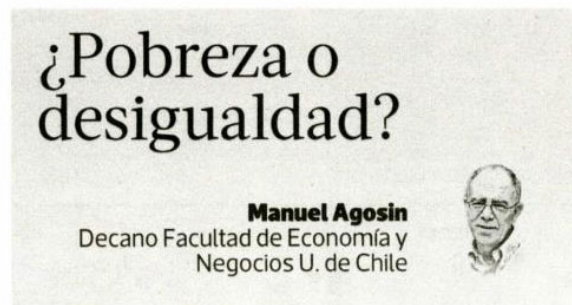 ¿Pobreza o
desigualdad?
Manuel Agosin
Decano Facultad de Economía y
Negocios U. de Chile